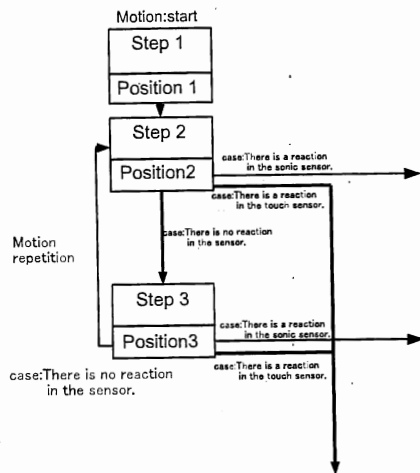 Motion:start
Step 1
Position 1
Step 2
Position2
case:There is a reaction
in the sonic sensor.
case:There is a reaction
in the touch sensor.
case:There is no reaction
in the sensor.
Motion
repetition
Step 3
Position3
case:There is a reaction
in the sonic sensor.
case:There is a reaction
in the touch sensor.
case:There is no reaction
in the sensor.